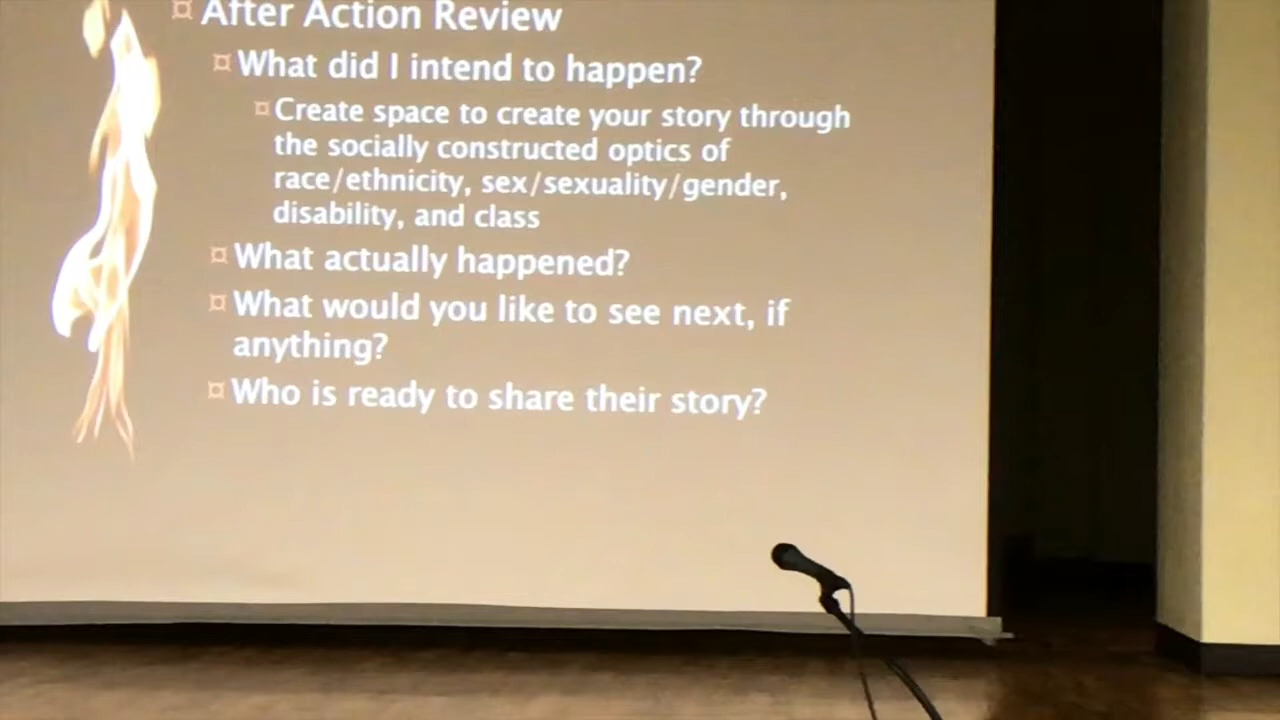 ¤ After Action Review
¤ What did I intend to happen?
¤ Create space to create your story through
the socially constructed optics of
race/ethnicity, sex/sexuality/gender,
disability, and class
¤ What actually happened?
¤ What would you like to see next, if
anything?
¤ Who is ready to share their story?